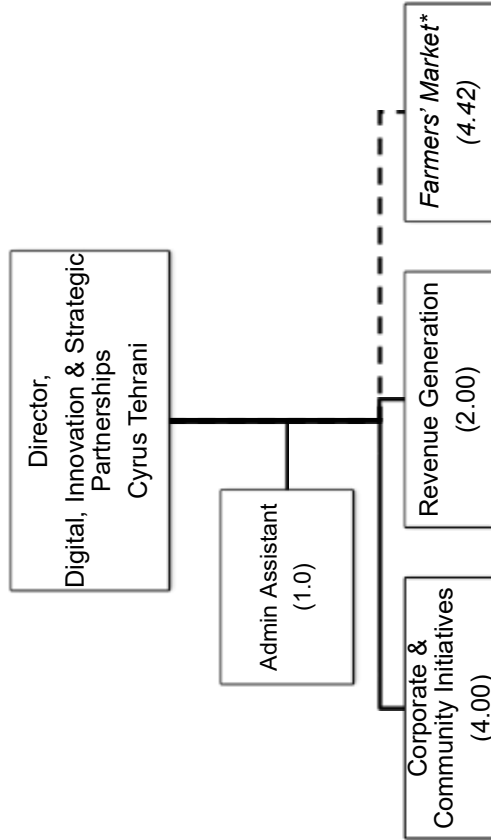 Director,
Digital, Innovation & Strategic
Partnerships
Cyrus Tehrani
Admin Assistant
(1.0)
Corporate &
Community Initiatives
(4.00)
Revenue Generation
(2.00)
Farmers’ Market*
(4.42)